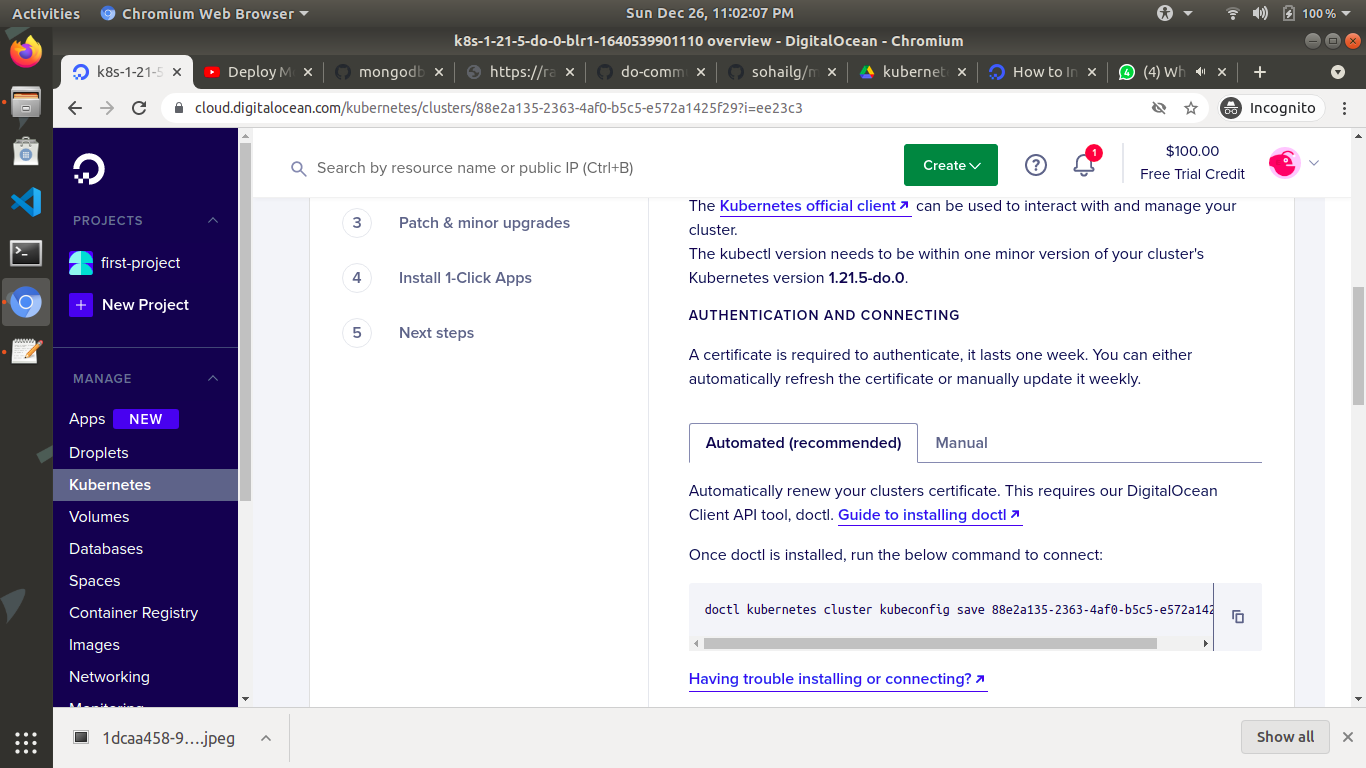 Activities
Chromium Web Browser
Sun Dec 26, 11:02:07 PM
100 %
k8s-1-21-5-do-0-blr1-1640539901110 overview - DigitalOcean - Chromium
k8s-1-21-5
Deploy M
mongodb
https://ra
do-comm
sohailg/m
kubernet
How to In
(4) Wh
cloud.digitalocean.com/kubernetes/clusters/88e2a135-2363-4af0-b5c5-e572a1425f29?i=ee23c3
Incognito
Search by resource name or public IP (Ctrl+B)
Create
1
$100.00
Free Trial Credit
PROJECTS
first-project
+ New Project
MANAGE
Apps NEW
Droplets
Kubernetes
Volumes
Databases
Spaces
Container Registry
Images
Networking
Monitoring
3 Patch & minor upgrades
4 Install 1-Click Apps
5 Next steps
The Kubernetes official client can be used to interact with and manage your
cluster.
The kubectl version needs to be within one minor version of your cluster's
Kubernetes version 1.21.5-do.0.
AUTHENTICATION AND CONNECTING
A certificate is required to authenticate, it lasts one week. You can either
automatically refresh the certificate or manually update it weekly.
Automated (recommended)
Manual
Automatically renew your clusters certificate. This requires our DigitalOcean
Client API tool, doctl. Guide to installing doctl
Once doctl is installed, run the below command to connect:
doctl kubernetes cluster kubeconfig save 88e2a135-2363-4af0-b5c5-e572a142
Having trouble installing or connecting?
1dcaa458-9....jpeg
Show all